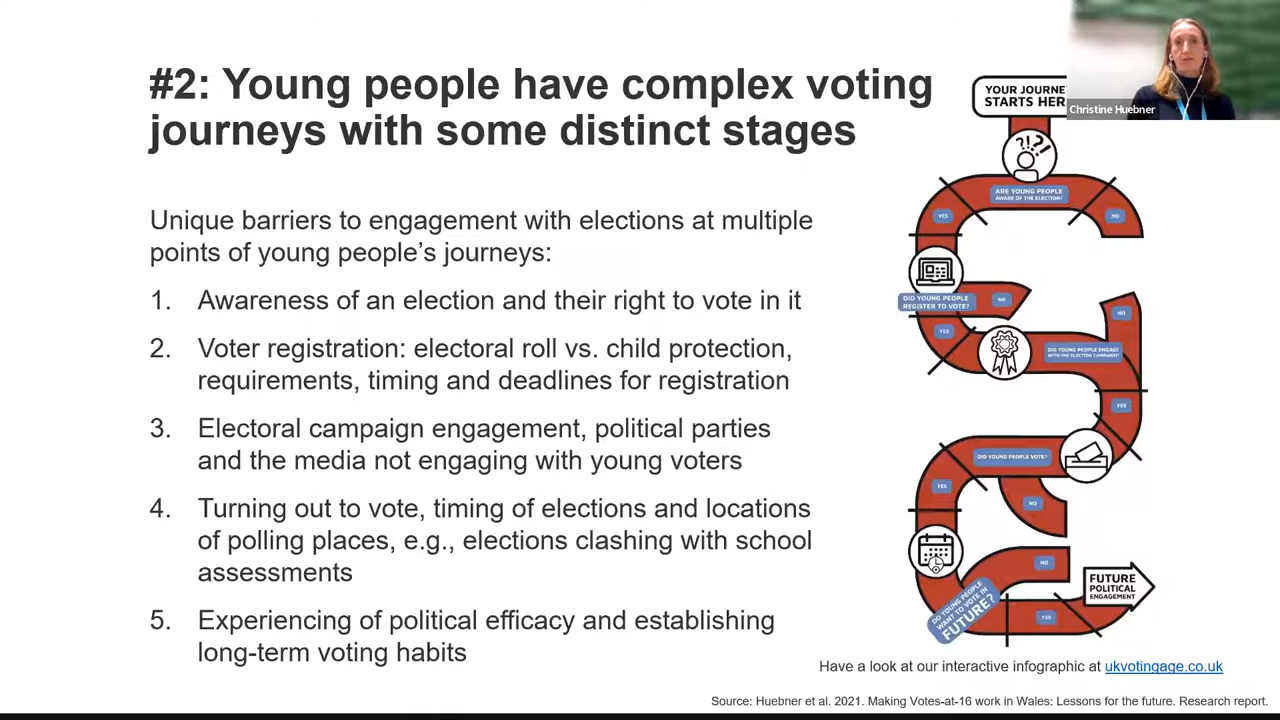 #2: Young people have complex voting
journeys with some distinct stages
Unique barriers to engagement with elections at multiple
points of young people’s journeys:
1. Awareness of an election and their right to vote in it
2. Voter registration: electoral roll vs. child protection,
requirements, timing and deadlines for registration
3. Electoral campaign engagement, political parties
and the media not engaging with young voters
4. Turning out to vote, timing of elections and locations
of polling places, e.g., elections clashing with school
assessments
5. Experiencing of political efficacy and establishing
long-term voting habits
YOUR JOURNE
STARTS HER
Christine Huebner
?!?!
ARE YOUNG PEOPLE
AWARE OF THE ELECTION?
YES
NO
DID YOUNG PEOPLE
REGISTER TO VOTE?
NO
YES
NO
DID YOUNG PEOPLE ENGAGE
WITH THE ELECTION CAMPAIGN?
YES
DID YOUNG PEOPLE VOTE?
YES
NO
NO
DO YOUNG PEOPLE
WANT TO VOTE IN
FUTURE?
YES
FUTURE
POLITICAL
ENGAGEMENT
Have a look at our interactive infographic at ukvotingage.co.uk
Source: Huebner et al. 2021. Making Votes-at-16 work in Wales: Lessons for the future. Research report.